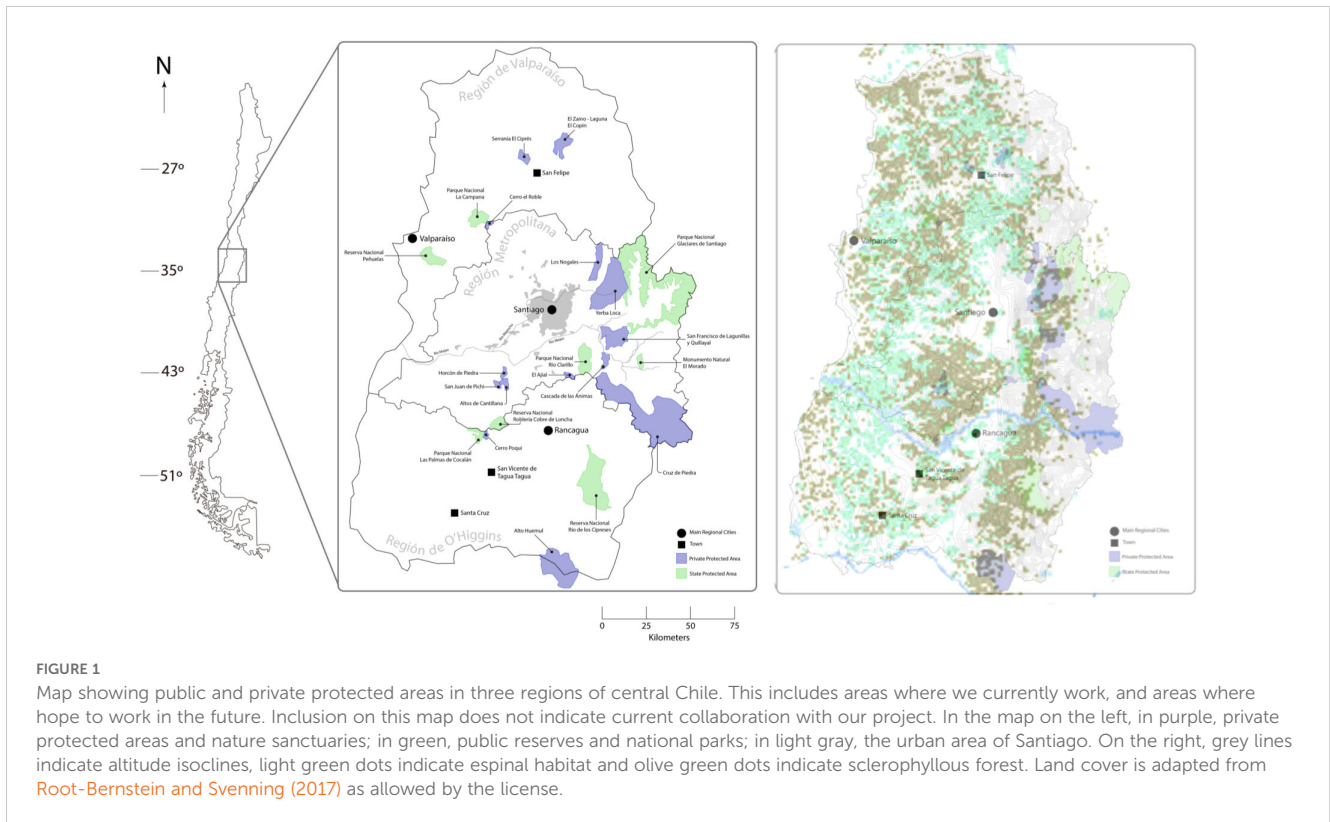 N
27º
35º
43º
51º
Región de Valparaíso
El Zaino - Laguna
El Copín
Serranía El Ciprés
San Felipe
Parque Nacional
La Campana
Cerro el Roble
Valparaíso
Reserva Nacional
Peñuelas
Región Metropolitana
Parque Nacional
Glaciares de Santiago
Los Nogales
Santiago
Yerba Loca
San Francisco de Lagunillas
y Quillayal
Parque Nacional
Río Clarillo
Monumento Natural
El Morado
Horcón de Piedra
El Ajial
San Juan de Piche
Cascada de las Ánimas
Altos de Cantillana
Reserva Nacional
Roblería Cobre de Loncha
Rancagua
Cerro Poqui
Parque Nacional
Las Palmas de Cocalán
San Vicente de
Tagua Tagua
Cruz de Piedra
Santa Cruz
Reserva Nacional
Río de los Cipreses
Alto Huemul
Región de O'Higgins
Main Regional Cities
Town
Private Protected Area
State Protected Area
0 25 50 75
Kilometers
San Felipe
Valparaíso
Santiago
Rancagua
San Vicente de
Tagua Tagua
Santa Cruz
Main Regional Cities
Town
Private Protected Area
State Protected Area
FIGURE 1
Map showing public and private protected areas in three regions of central Chile. This includes areas where we currently work, and areas where
hope to work in the future. Inclusion on this map does not indicate current collaboration with our project. In the map on the left, in purple, private
protected areas and nature sanctuaries; in green, public reserves and national parks; in light gray, the urban area of Santiago. On the right, grey lines
indicate altitude isoclines, light green dots indicate espinal habitat and olive green dots indicate sclerophyllous forest. Land cover is adapted from
Root-Bernstein and Svenning (2017) as allowed by the license.